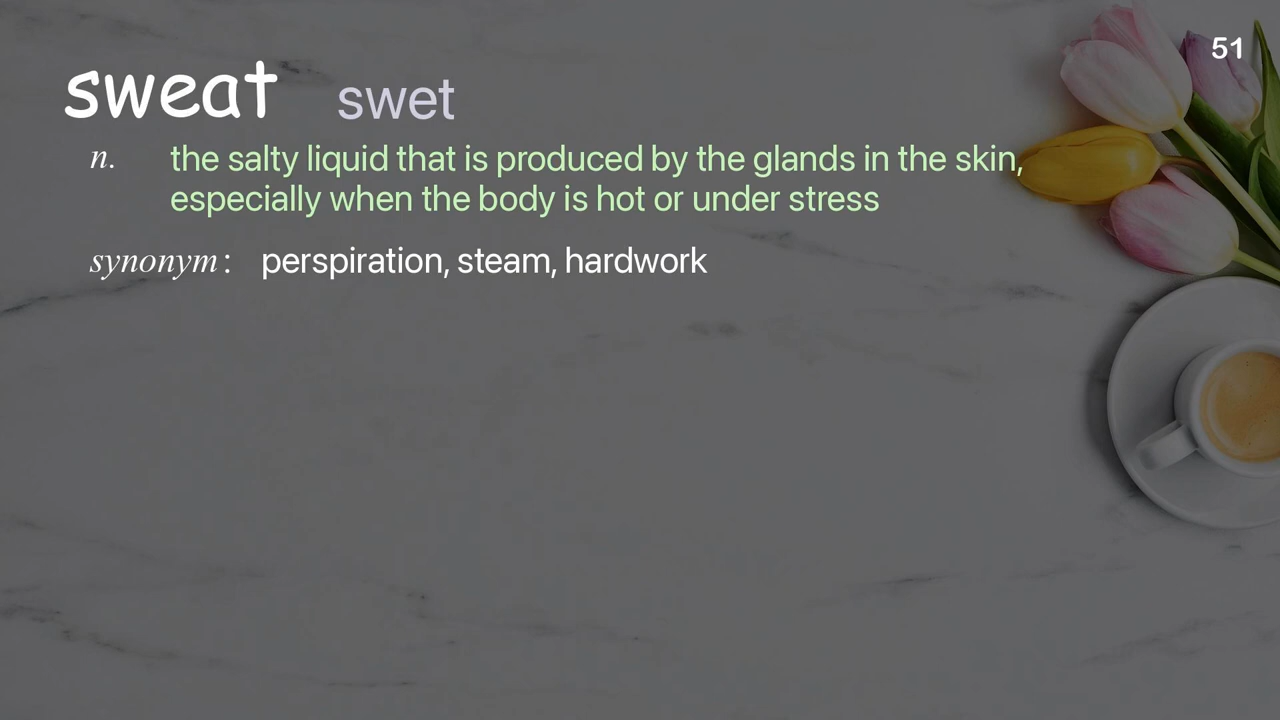 51
sweat swet
n. the salty liquid that is produced by the glands in the skin,
especially when the body is hot or under stress
synonym : perspiration, steam, hardwork